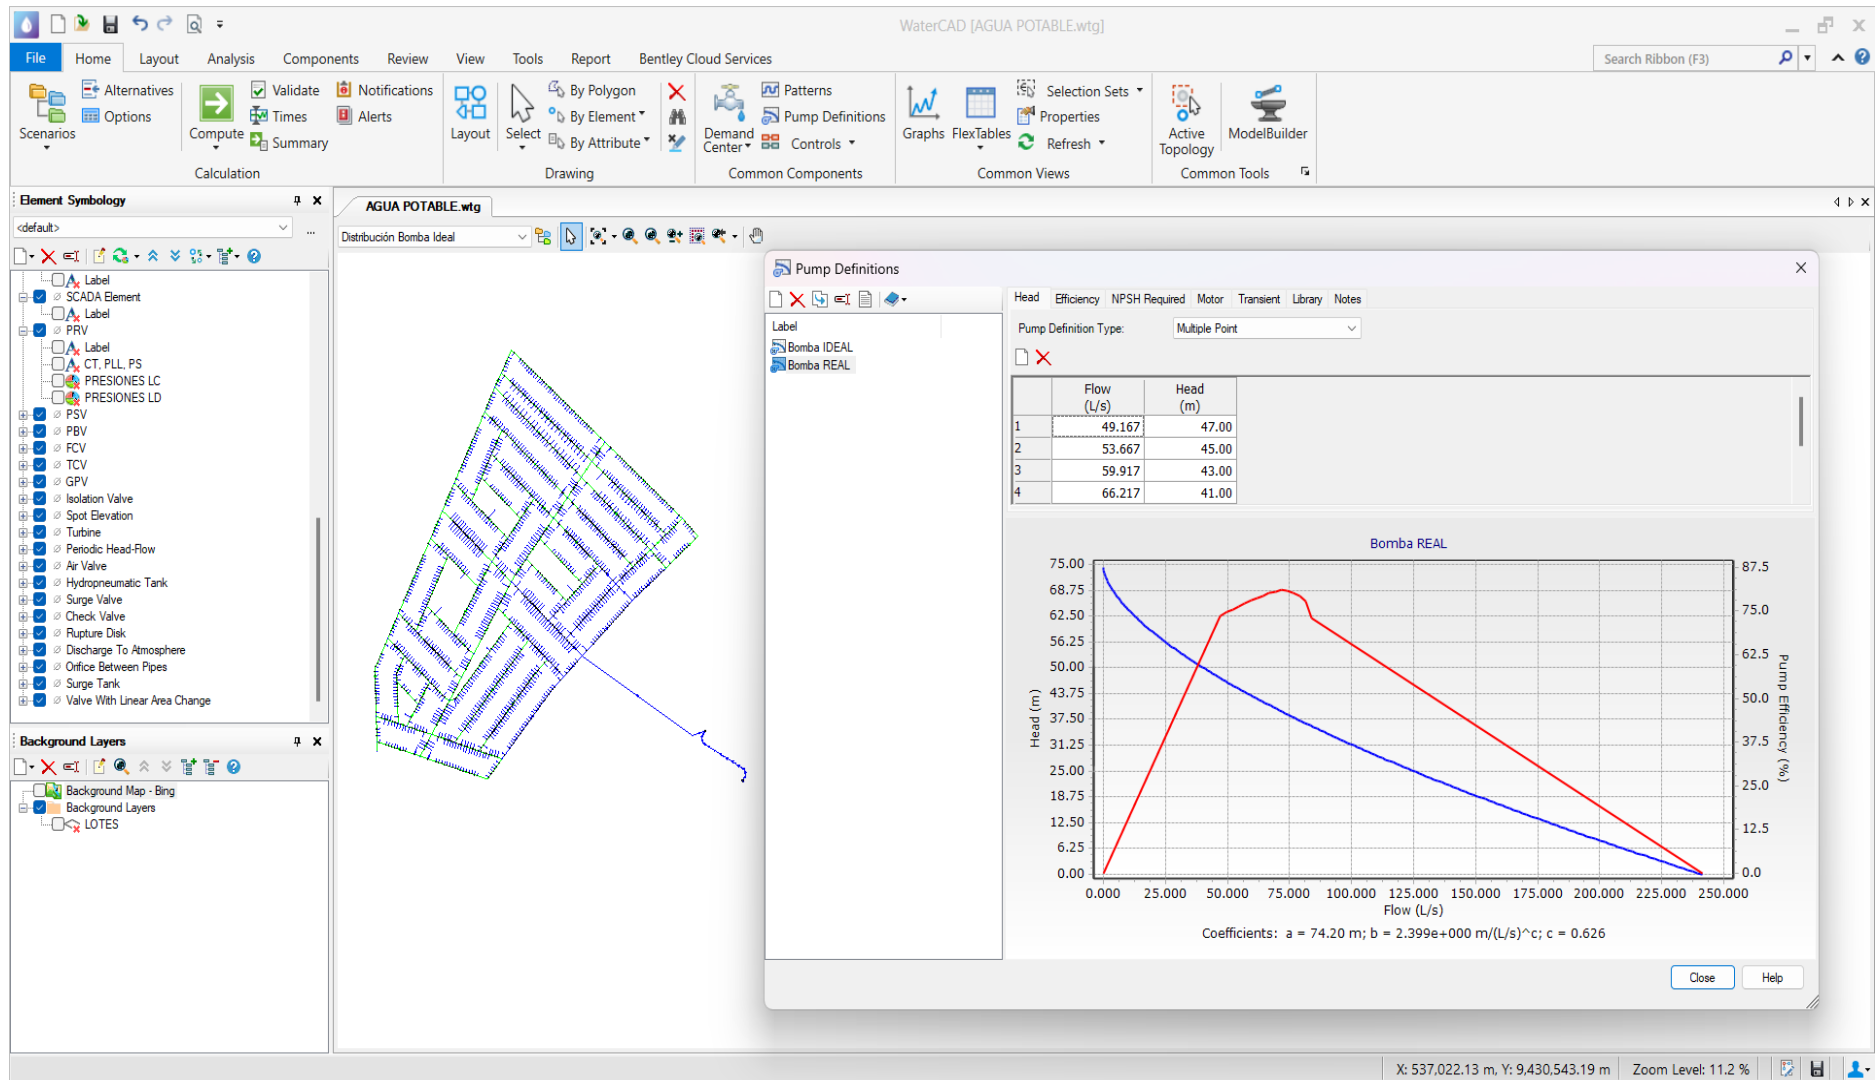 WaterCAD [AGUA POTABLE.wtg]
File Home Layout Analysis Components Review View Tools Report Bentley Cloud Services Search Ribbon (F3)
Scenarios
Alternatives
Options
Compute
Validate
Times
Summary
Notifications
Alerts
Calculation
Layout
Select
By Polygon
By Element
By Attribute
Drawing
Demand Center
Patterns
Pump Definitions
Controls
Common Components
Graphs
FlexTables
Selection Sets
Properties
Refresh
Common Views
Active Topology
ModelBuilder
Common Tools
Element Symbology
<default>
...
Label
SCADA Element
Label
PRV
Label
CT, PLL, PS
PRESIONES LC
PRESIONES LD
PSV
PBV
FCV
TCV
GPV
Isolation Valve
Spot Elevation
Turbine
Periodic Head-Flow
Air Valve
Hydropneumatic Tank
Surge Valve
Check Valve
Rupture Disk
Discharge To Atmosphere
Orifice Between Pipes
Surge Tank
Valve With Linear Area Change
Background Layers
Background Map - Bing
Background Layers
LOTES
AGUA POTABLE.wtg
Distribución Bomba Ideal
Pump Definitions
Label
Bomba IDEAL
Bomba REAL
Head Efficiency NPSH Required Motor Transient Library Notes
Pump Definition Type: Multiple Point
Flow (L/s) Head (m)
1 49.167 47.00
2 53.667 45.00
3 59.917 43.00
4 66.217 41.00
Bomba REAL
75.00
68.75
62.50
56.25
50.00
43.75
37.50
31.25
25.00
18.75
12.50
6.25
0.00
Head (m)
87.5
75.0
62.5
50.0
37.5
25.0
12.5
0.0
Pump Efficiency (%)
0.000 25.000 50.000 75.000 100.000 125.000 150.000 175.000 200.000 225.000 250.000
Flow (L/s)
Coefficients: a = 74.20 m; b = 2.399e+000 m/(L/s)^c; c = 0.626
Close Help
X: 537,022.13 m, Y: 9,430,543.19 m Zoom Level: 11.2 %